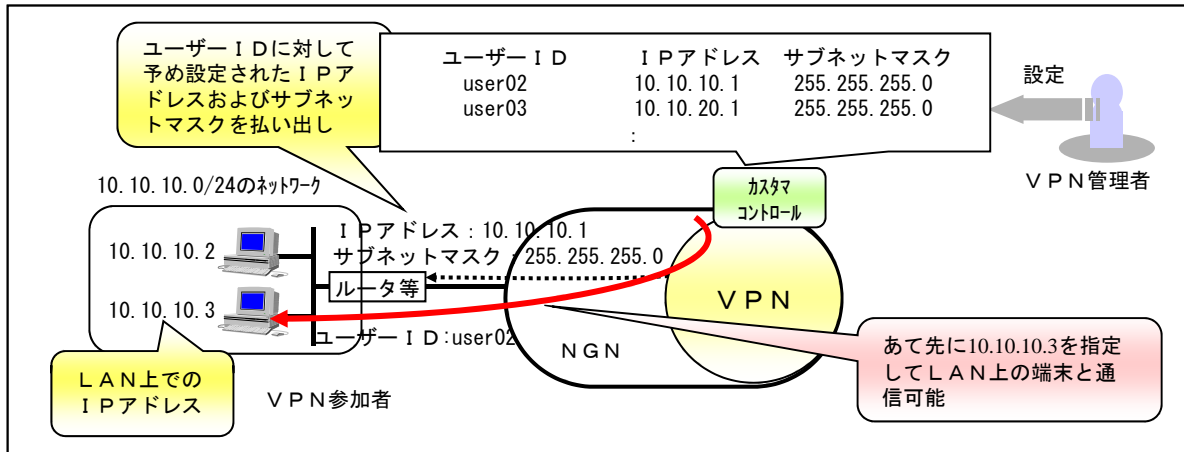 ユーザーＩＤに対して
予め設定されたＩＰア
ドレスおよびサブネッ
トマスクを払い出し
ユーザーＩＤ ＩＰアドレス サブネットマスク
user02 10.10.10.1 255.255.255.0
user03 10.10.20.1 255.255.255.0
:
設定
ＶＰＮ管理者
10.10.10.0/24のﾈｯﾄﾜｰｸ
ｶｽﾀﾏ
ｺﾝﾄﾛｰﾙ
ＩＰアドレス：10.10.10.1
サブネットマスク：255.255.255.0
10.10.10.2
ルータ等
10.10.10.3
ユーザーＩＤ:user02
ＶＰＮ
ＮＧＮ
ＬＡＮ上での
ＩＰアドレス
ＶＰＮ参加者
あて先に10.10.10.3を指定
してＬＡＮ上の端末と通
信可能